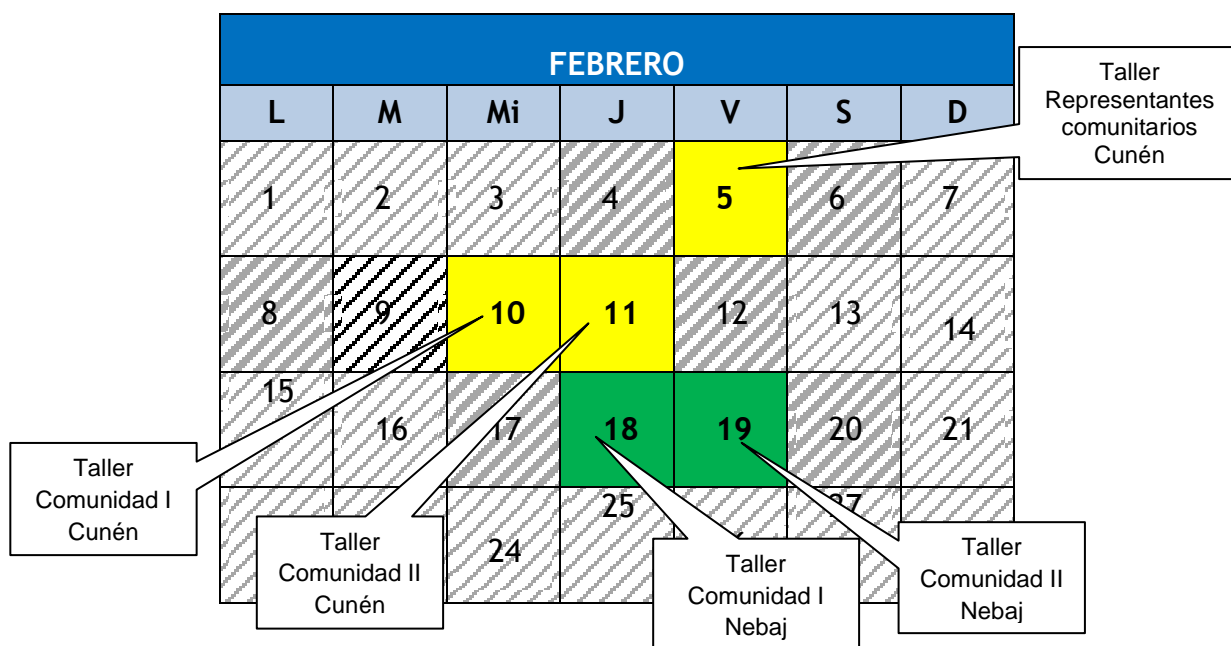 FEBRERO
L M Mi J V S D
Taller
Representantes
comunitarios
Cunén
1 2 3 4 5 6 7
8 9 10 11 12 13 14
15 16 17 18 19 20 21
24 25 27
Taller
Comunidad I
Cunén
Taller
Comunidad II
Cunén
Taller
Comunidad I
Nebaj
Taller
Comunidad II
Nebaj